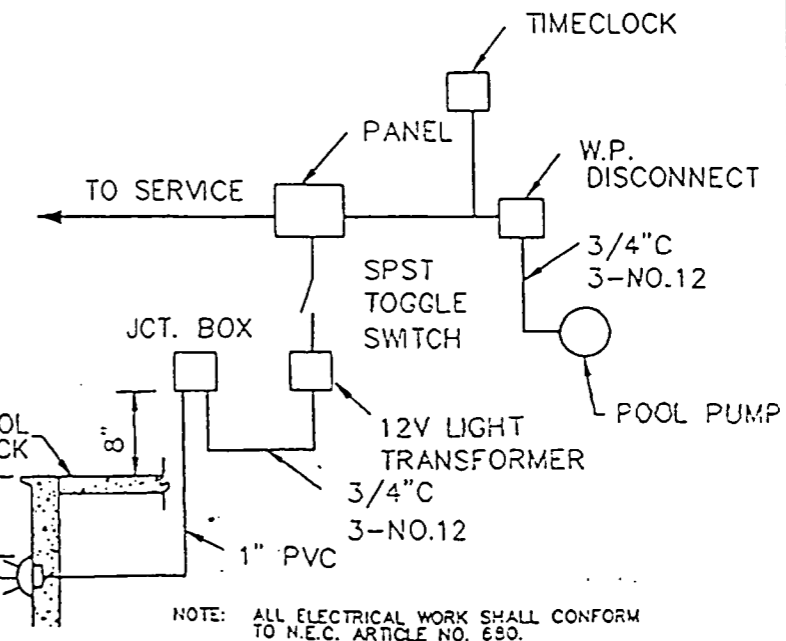 TIMECLOCK
PANEL
W.P.
DISCONNECT
TO SERVICE
3/4"C
3-NO.12
SPST
TOGGLE
SWITCH
JCT. BOX
POOL PUMP
8"
OL
CK
12V LIGHT
TRANSFORMER
3/4"C
3-NO.12
1" PVC
NOTE: ALL ELECTRICAL WORK SHALL CONFORM
TO N.E.C. ARTICLE NO. 680.